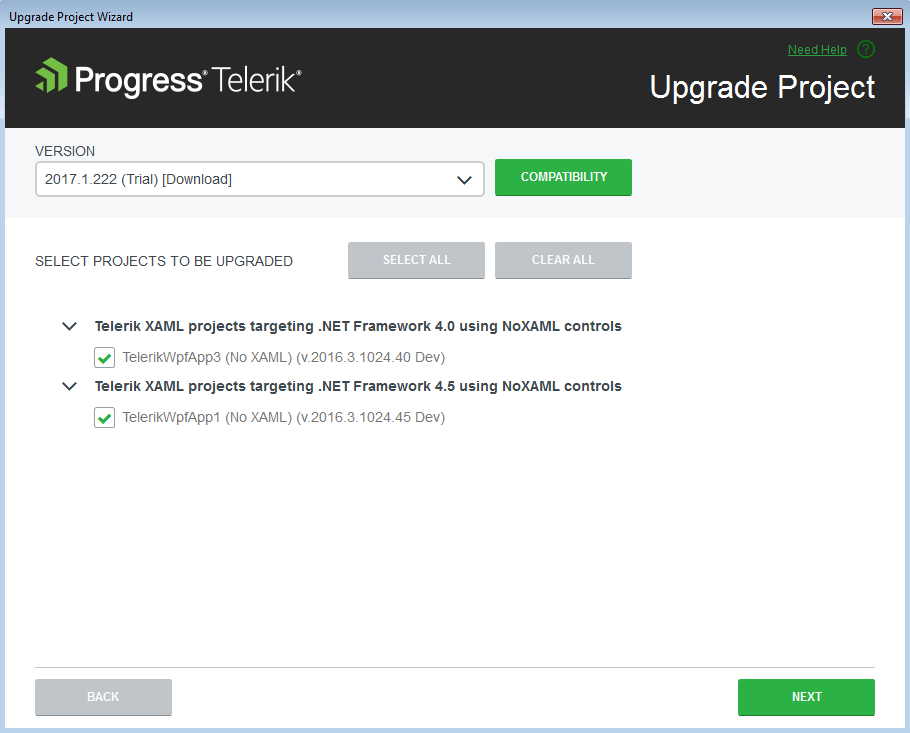 Upgrade Project Wizard
Need Help ?
Progress® Telerik®
Upgrade Project
VERSION
2017.1.222 (Trial) [Download]
COMPATIBILITY
SELECT PROJECTS TO BE UPGRADED
SELECT ALL
CLEAR ALL
Telerik XAML projects targeting .NET Framework 4.0 using NoXAML controls
TelerikWpfApp3 (No XAML) (v.2016.3.1024.40 Dev)
Telerik XAML projects targeting .NET Framework 4.5 using NoXAML controls
TelerikWpfApp1 (No XAML) (v.2016.3.1024.45 Dev)
BACK
NEXT